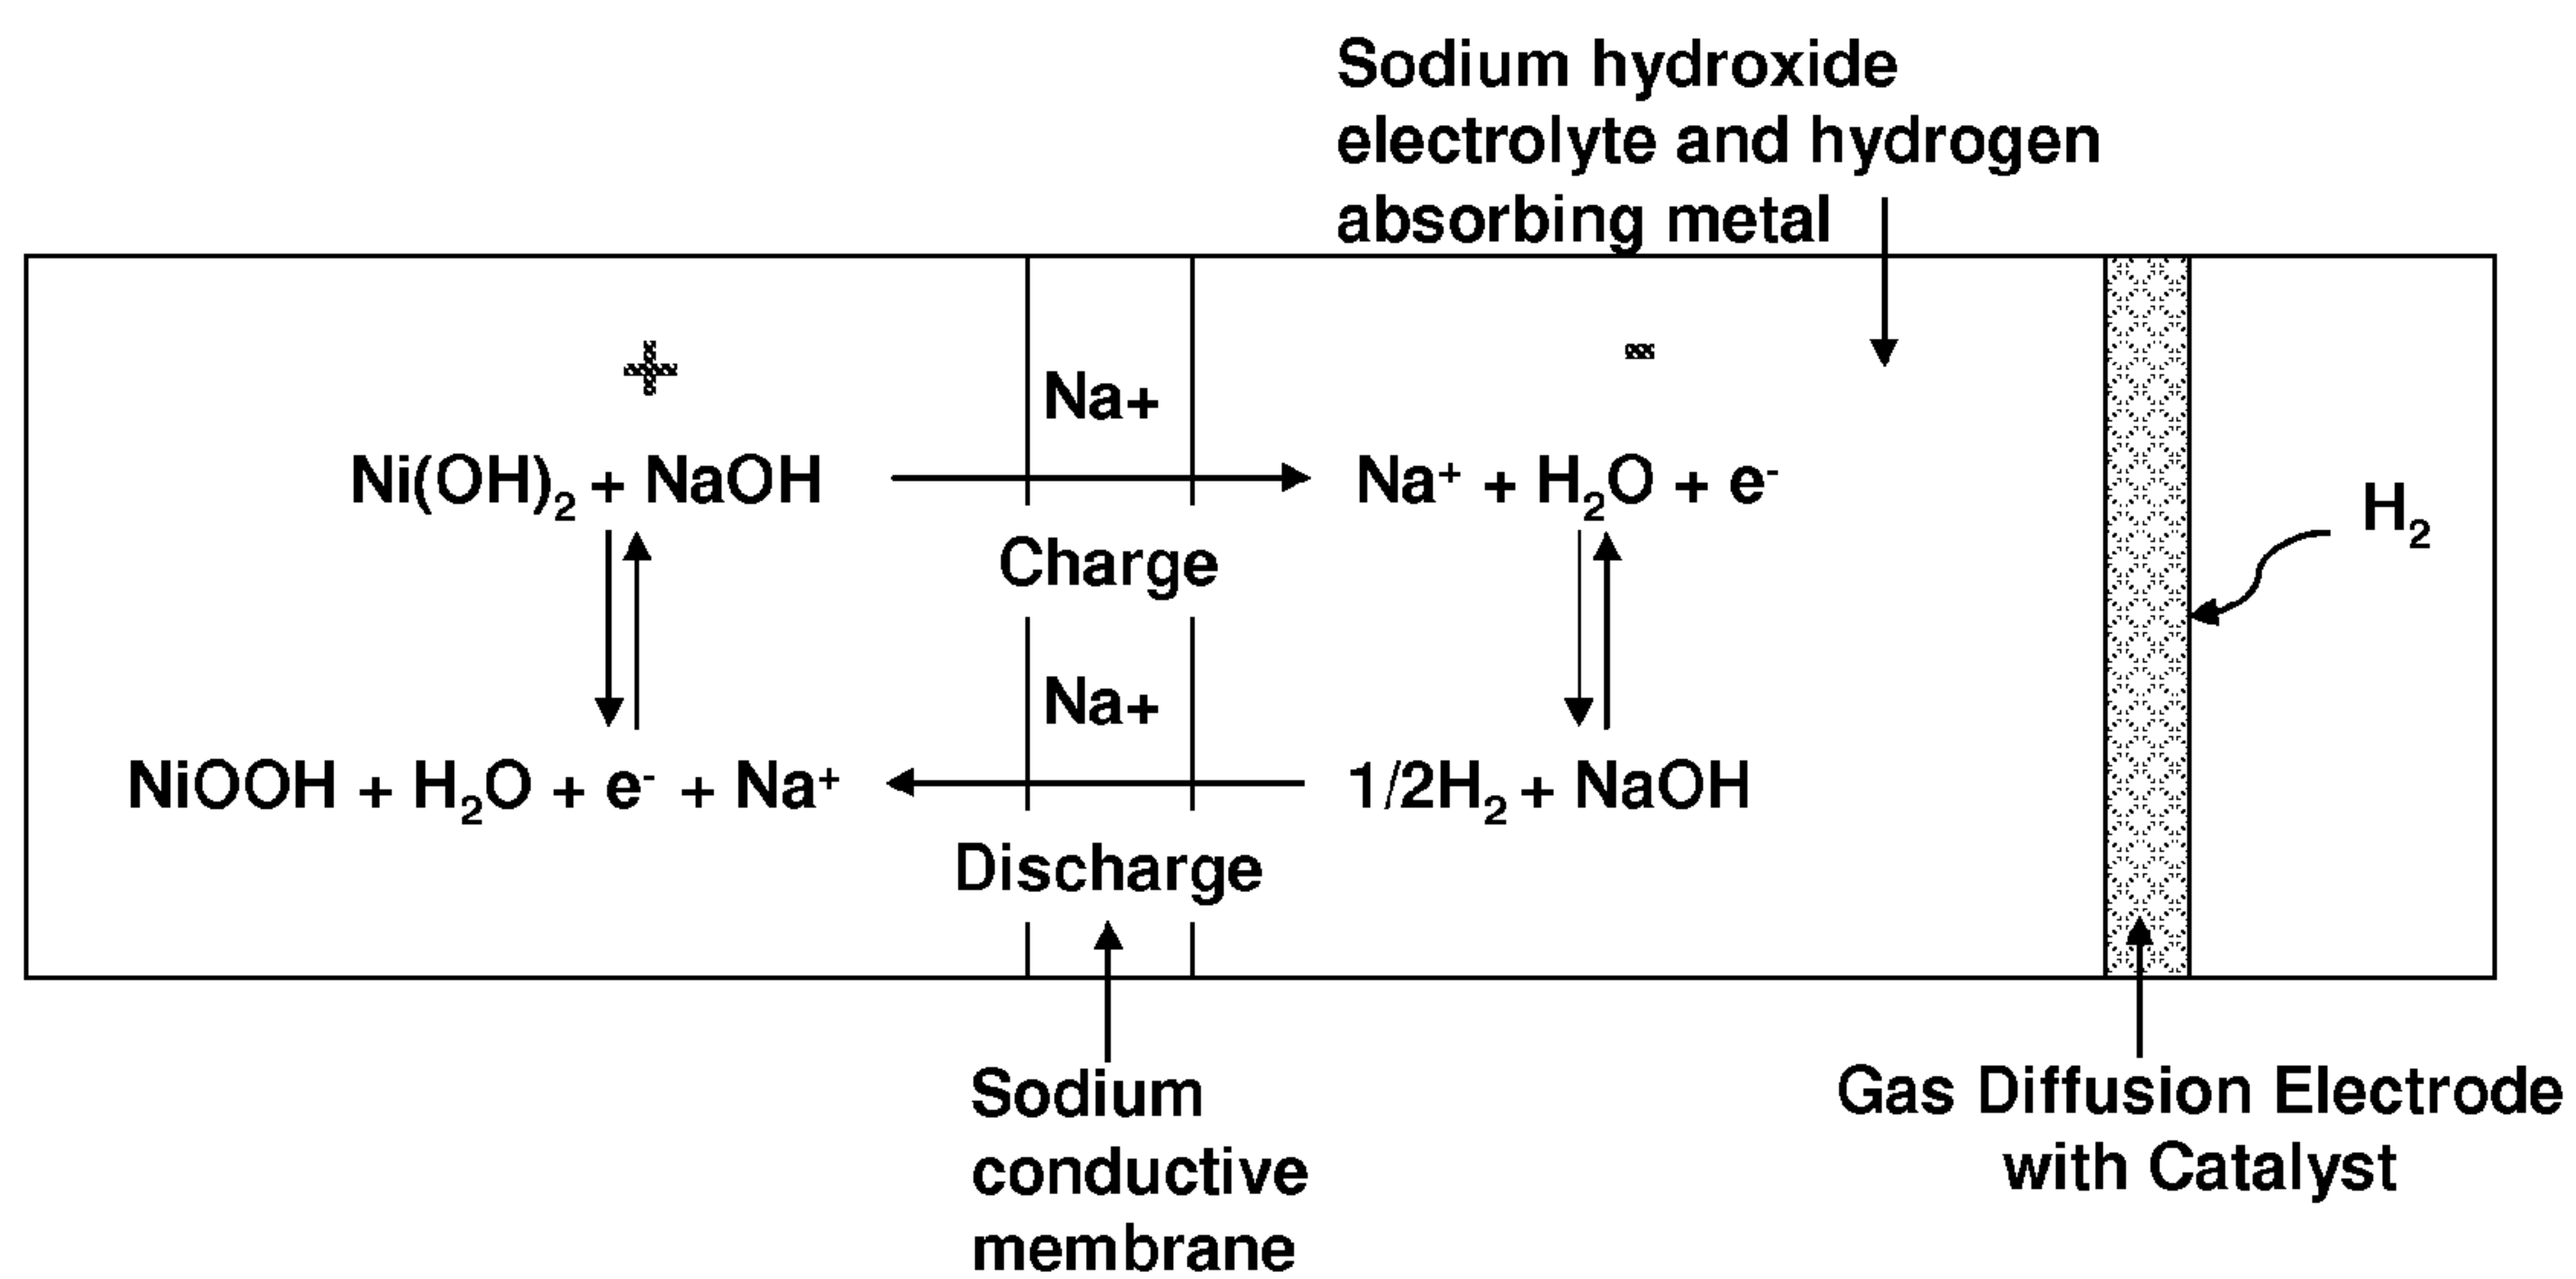 Sodium hydroxide
electrolyte and hydrogen
absorbing metal
+
-
Na+
Ni(OH)₂ + NaOH
Na⁺ + H₂O + e⁻
H₂
Charge
Na+
NiOOH + H₂O + e⁻ + Na⁺
1/2H₂ + NaOH
Discharge
Sodium
conductive
membrane
Gas Diffusion Electrode
with Catalyst